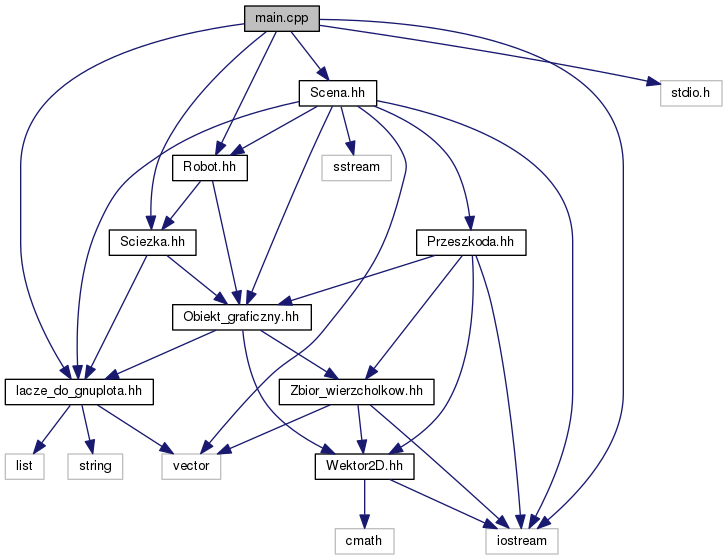 main.cpp
Scena.hh
stdio.h
Robot.hh
sstream
Sciezka.hh
Przeszkoda.hh
Obiekt_graficzny.hh
lacze_do_gnuplota.hh
Zbior_wierzcholkow.hh
list
string
vector
Wektor2D.hh
cmath
iostream